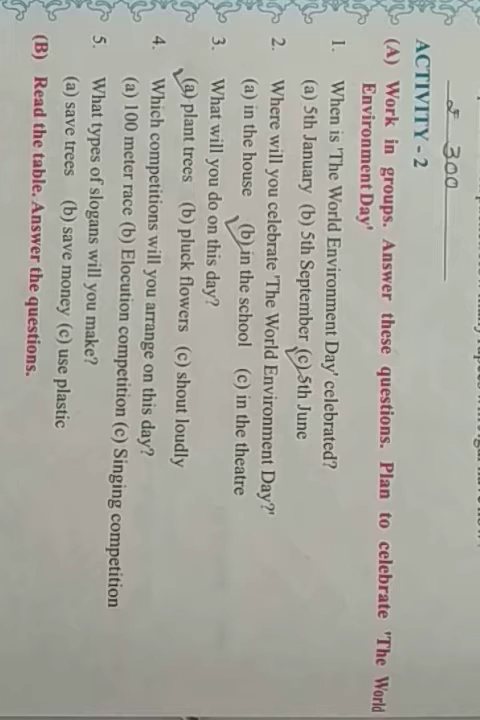 ₹ 300
ACTIVITY - 2
(A) Work in groups. Answer these questions. Plan to celebrate 'The World
Environment Day'
1. When is 'The World Environment Day' celebrated?
(a) 5th January (b) 5th September (c) 5th June
2. Where will you celebrate 'The World Environment Day?'
(a) in the house (b) in the school (c) in the theatre
3. What will you do on this day?
(a) plant trees (b) pluck flowers (c) shout loudly
4. Which competitions will you arrange on this day?
(a) 100 meter race (b) Elocution competition (c) Singing competition
5. What types of slogans will you make?
(a) save trees (b) save money (c) use plastic
(B) Read the table. Answer the questions.